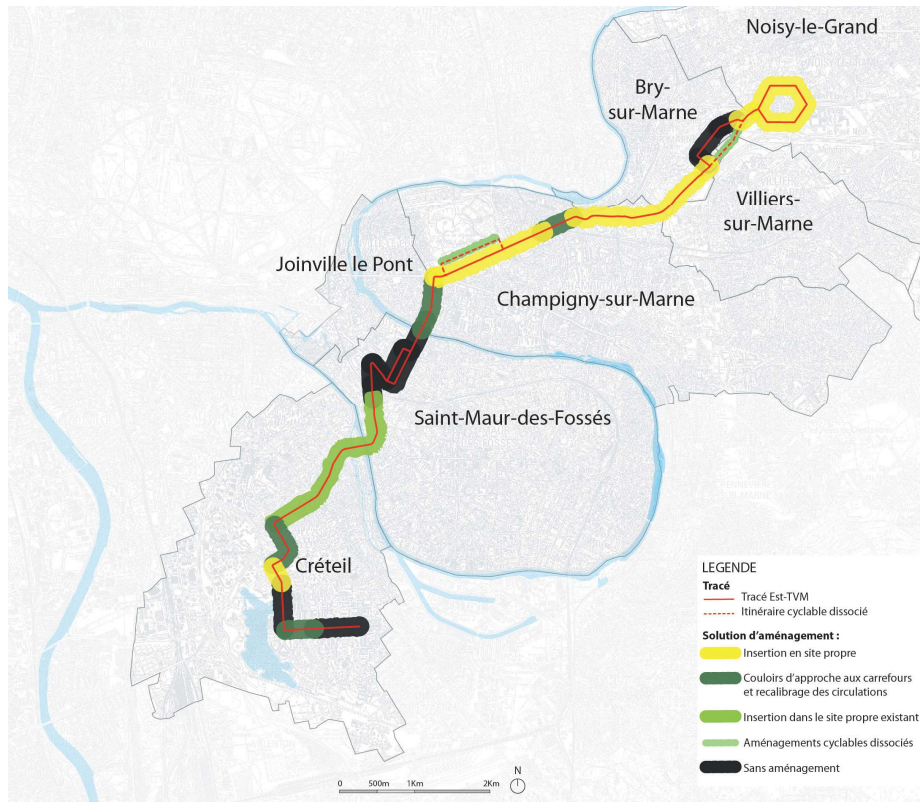 Noisy-le-Grand
Bry-
sur-Marne
Villiers-
sur-Marne
Joinville le Pont
Champigny-sur-Marne
Saint-Maur-des-Fossés
Créteil
LEGENDE
Tracé
Tracé Est-TVM
Itinéraire cyclable dissocié
Solution d'aménagement :
Insertion en site propre
Couloirs d'approche aux carrefours
et recalibrage des circulations
Insertion dans le site propre existant
Aménagements cyclables dissociés
Sans aménagement
0 500m 1Km 2Km
N